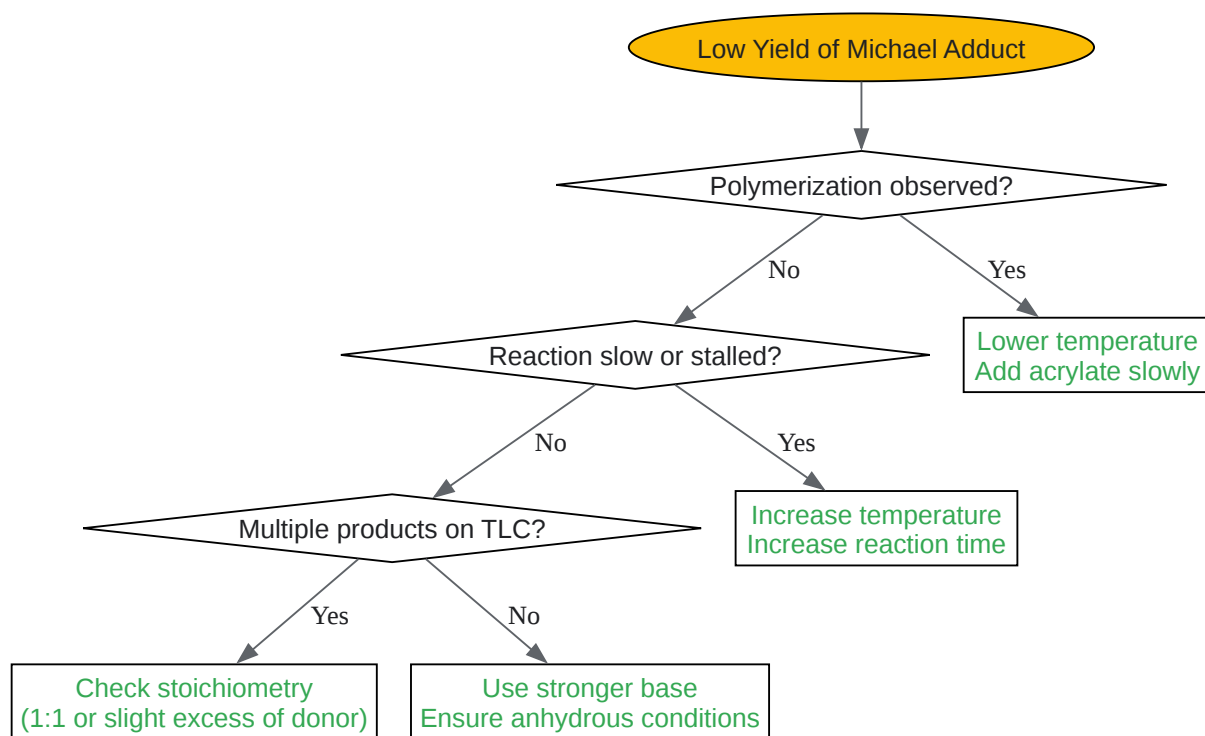 Low Yield of Michael Adduct
Polymerization observed?
No
Yes
Reaction slow or stalled?
Lower temperature
Add acrylate slowly
No
Yes
Multiple products on TLC?
Increase temperature
Increase reaction time
Yes
No
Check stoichiometry
(1:1 or slight excess of donor)
Use stronger base
Ensure anhydrous conditions